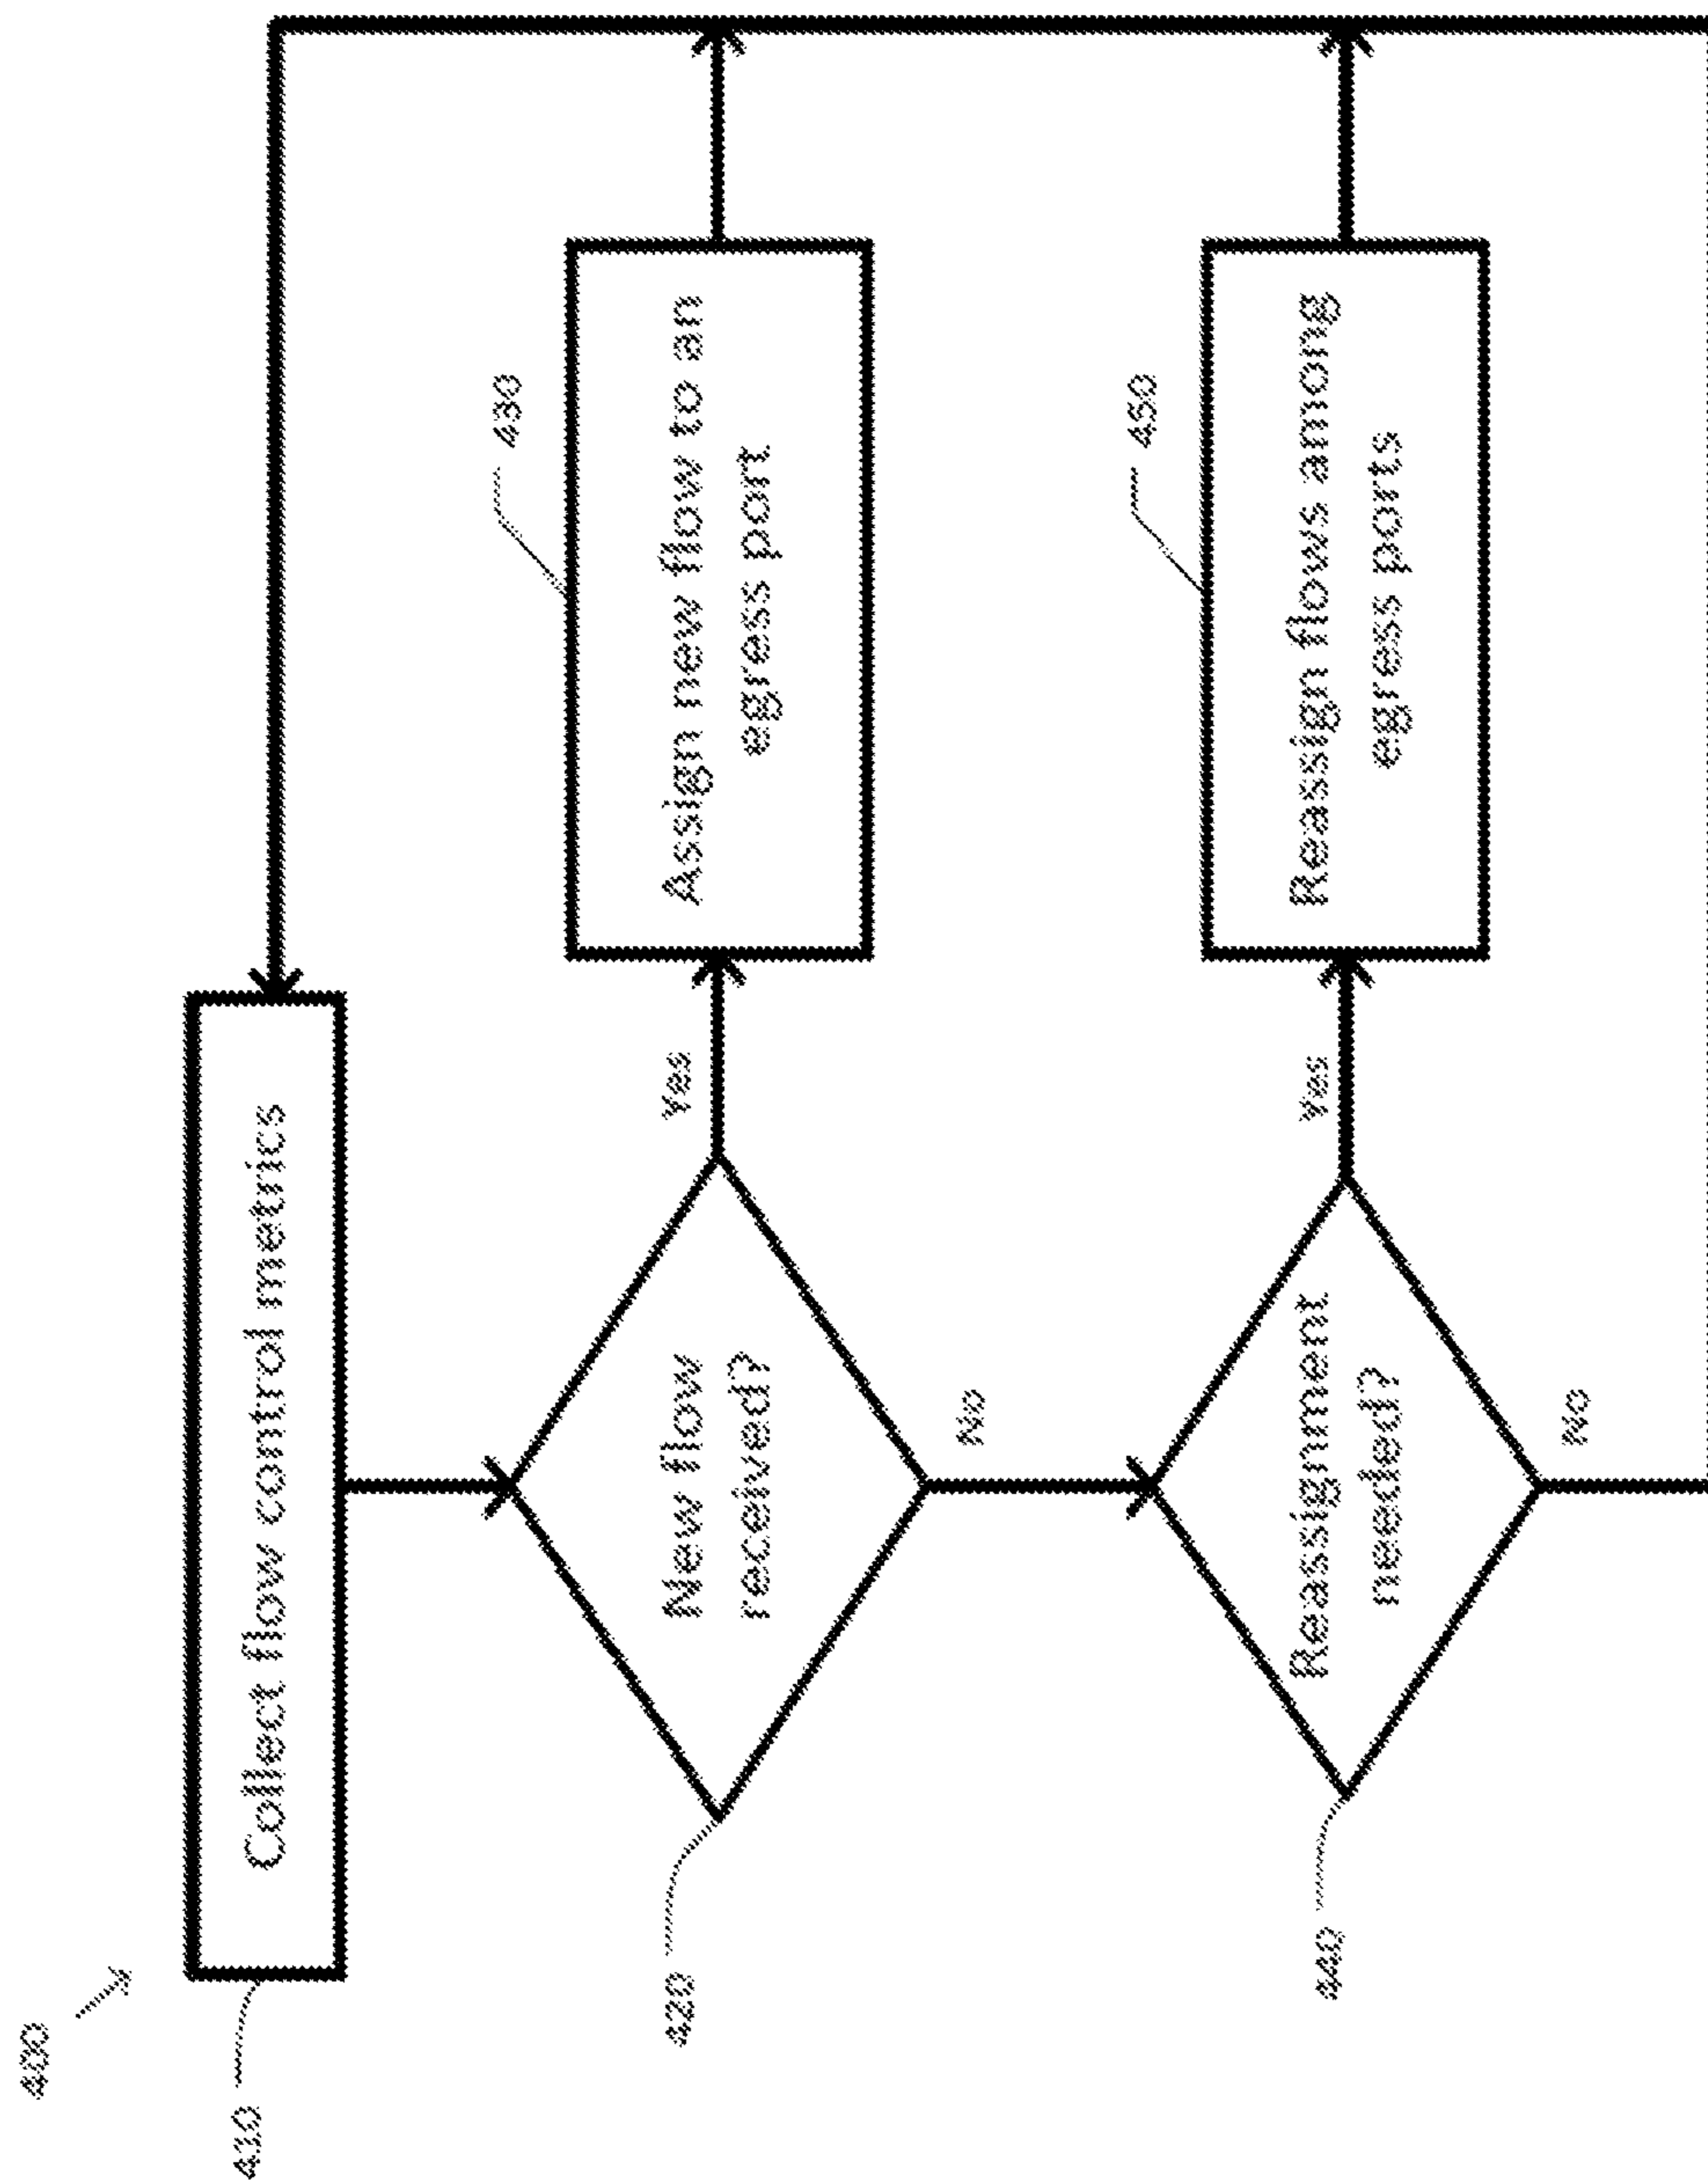 400
410
Collect flow control metrics
420
New flow
received?
Yes
430
Assign new flow to an
egress port
No
440
Reassignment
needed?
Yes
450
Reassign flows among
egress ports
No